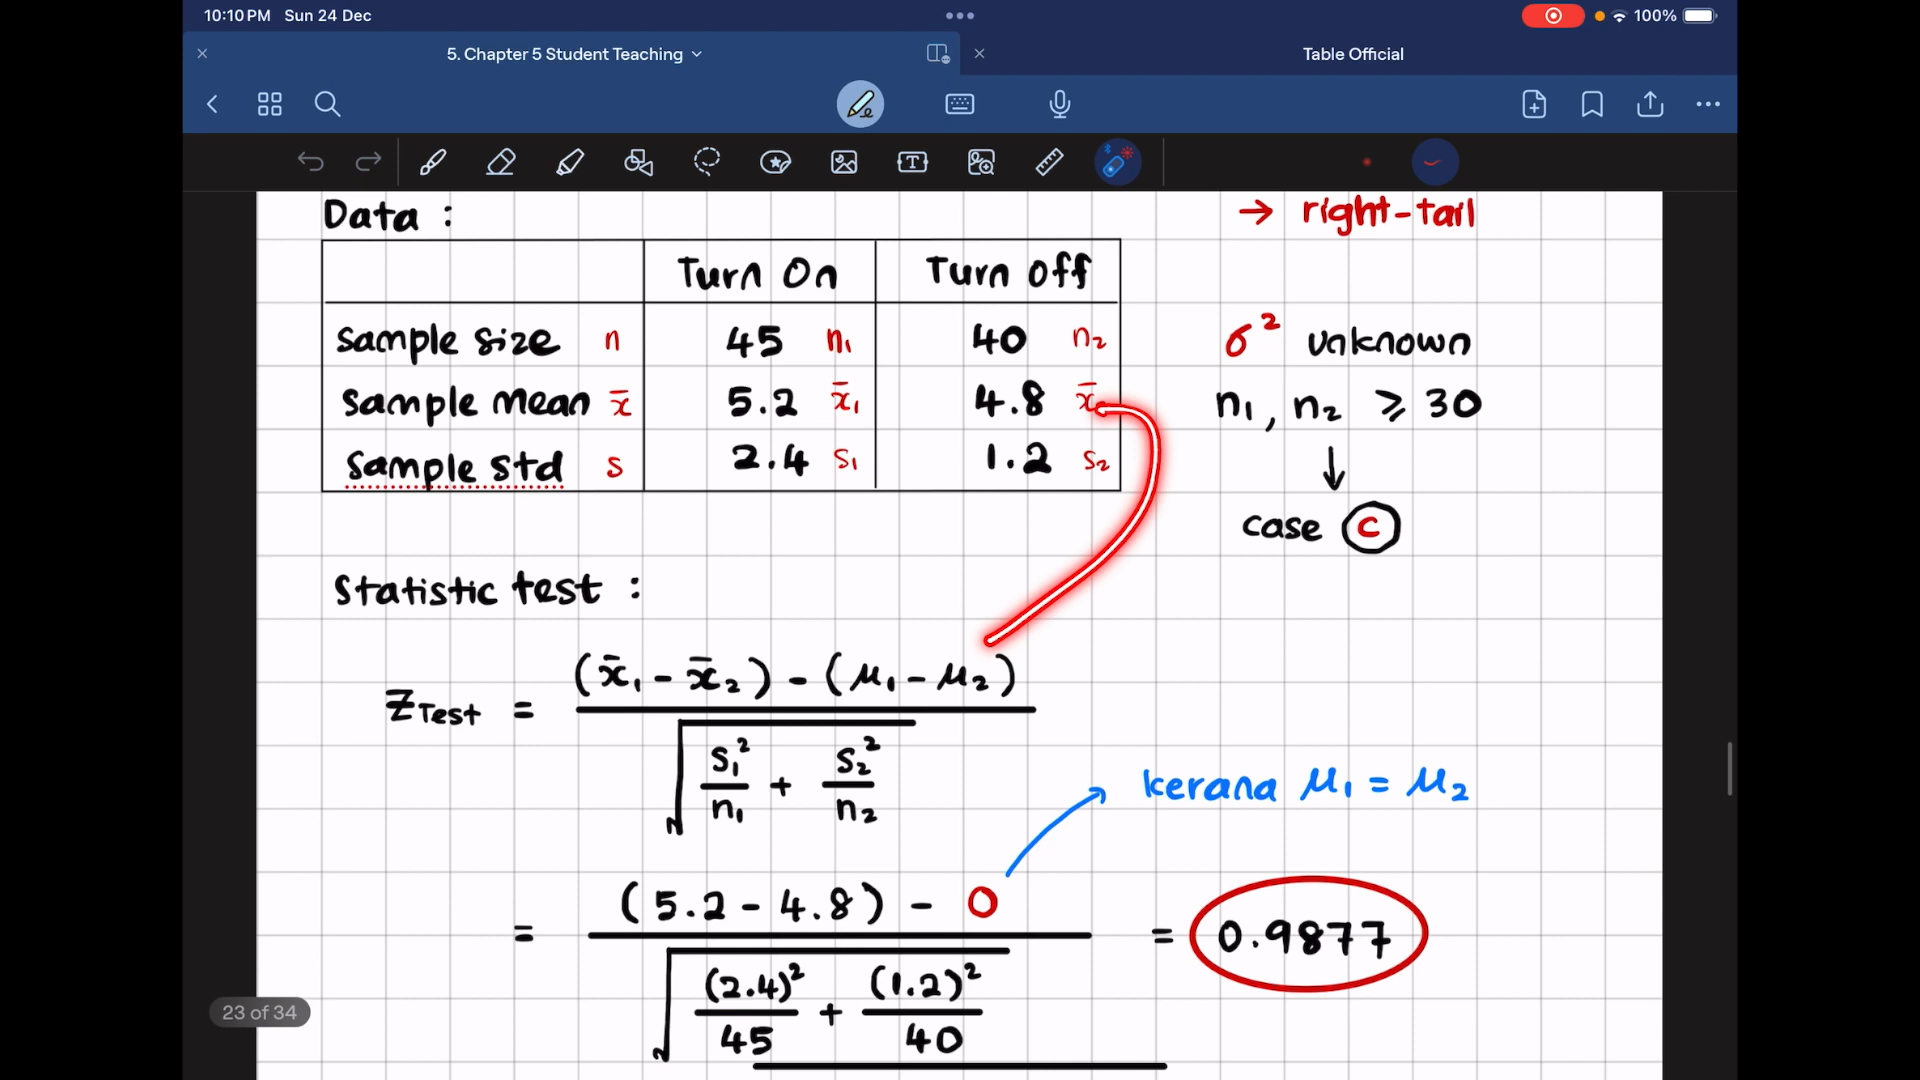 10:10 PM Sun 24 Dec
100%
5. Chapter 5 Student Teaching
Table Official
Data :
→ right-tail
Turn On Turn off
sample size n 45 n₁ 40 n₂
sample mean x̄ 5.2 x̄₁ 4.8 x̄₂
sample std s 2.4 s₁ 1.2 s₂
σ² unknown
n₁, n₂ ⩾ 30
↓
case C
Statistic test :
Z_Test = ((x̄₁ - x̄₂) - (μ₁ - μ₂)) / √(s₁²/n₁ + s₂²/n₂)
kerana μ₁ = μ₂
= ((5.2 - 4.8) - 0) / √((2.4)²/45 + (1.2)²/40) = 0.9877
23 of 34